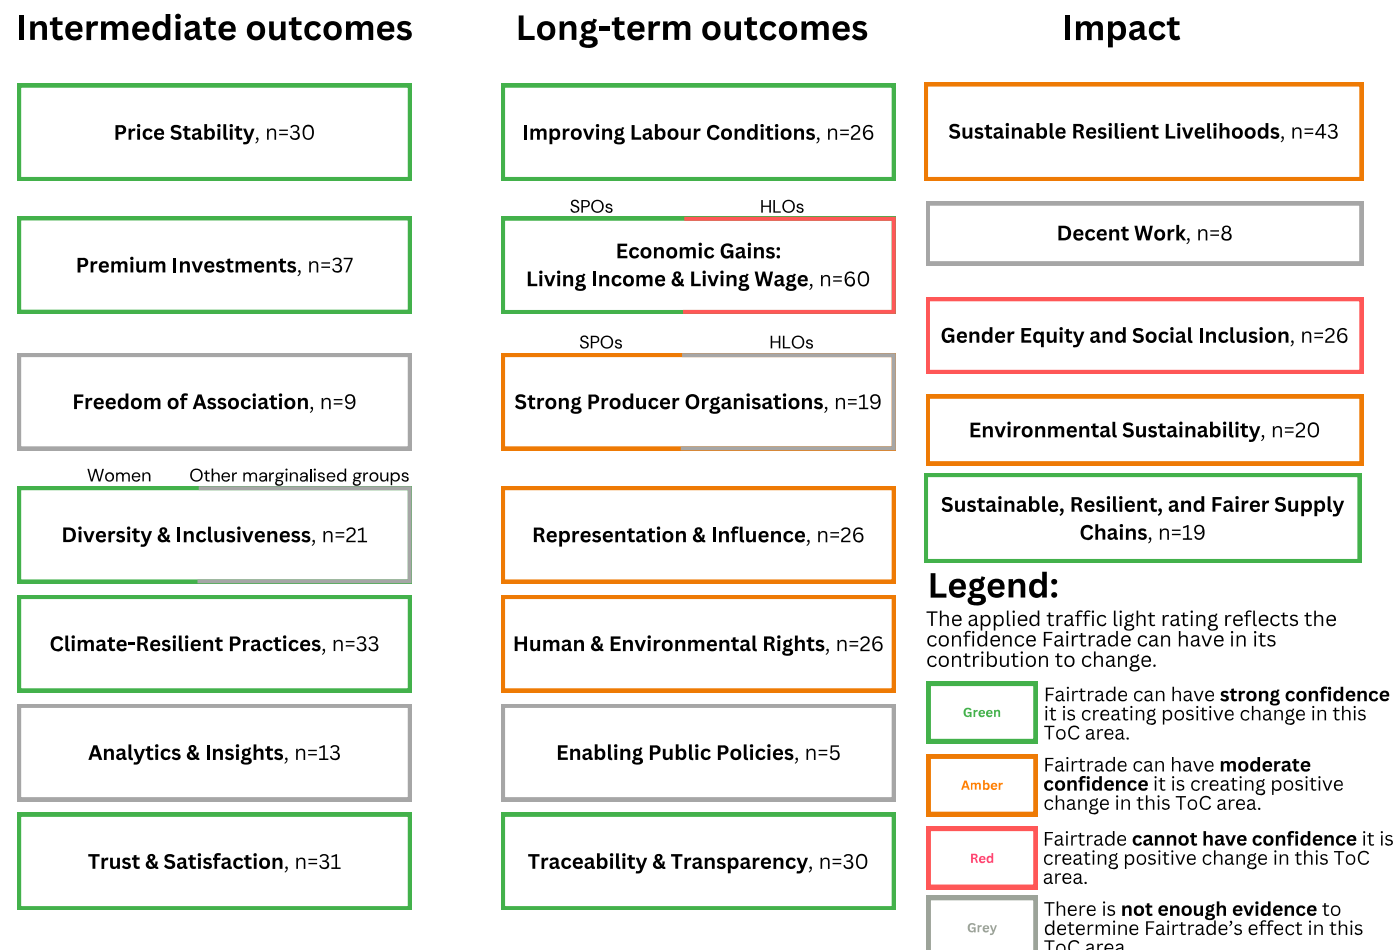 Intermediate outcomes
Price Stability, n=30
Premium Investments, n=37
Freedom of Association, n=9
Women
Other marginalised groups
Diversity & Inclusiveness, n=21
Climate-Resilient Practices, n=33
Analytics & Insights, n=13
Trust & Satisfaction, n=31
Long-term outcomes
Improving Labour Conditions, n=26
SPOs
HLOs
Economic Gains:
Living Income & Living Wage, n=60
SPOs
HLOs
Strong Producer Organisations, n=19
Representation & Influence, n=26
Human & Environmental Rights, n=26
Enabling Public Policies, n=5
Traceability & Transparency, n=30
Impact
Sustainable Resilient Livelihoods, n=43
Decent Work, n=8
Gender Equity and Social Inclusion, n=26
Environmental Sustainability, n=20
Sustainable, Resilient, and Fairer Supply
Chains, n=19
Legend:
The applied traffic light rating reflects the
confidence Fairtrade can have in its
contribution to change.
Green
Fairtrade can have strong confidence
it is creating positive change in this
ToC area.
Amber
Fairtrade can have moderate
confidence it is creating positive
change in this ToC area.
Red
Fairtrade cannot have confidence it is
creating positive change in this ToC
area.
Grey
There is not enough evidence to
determine Fairtrade's effect in this
ToC area